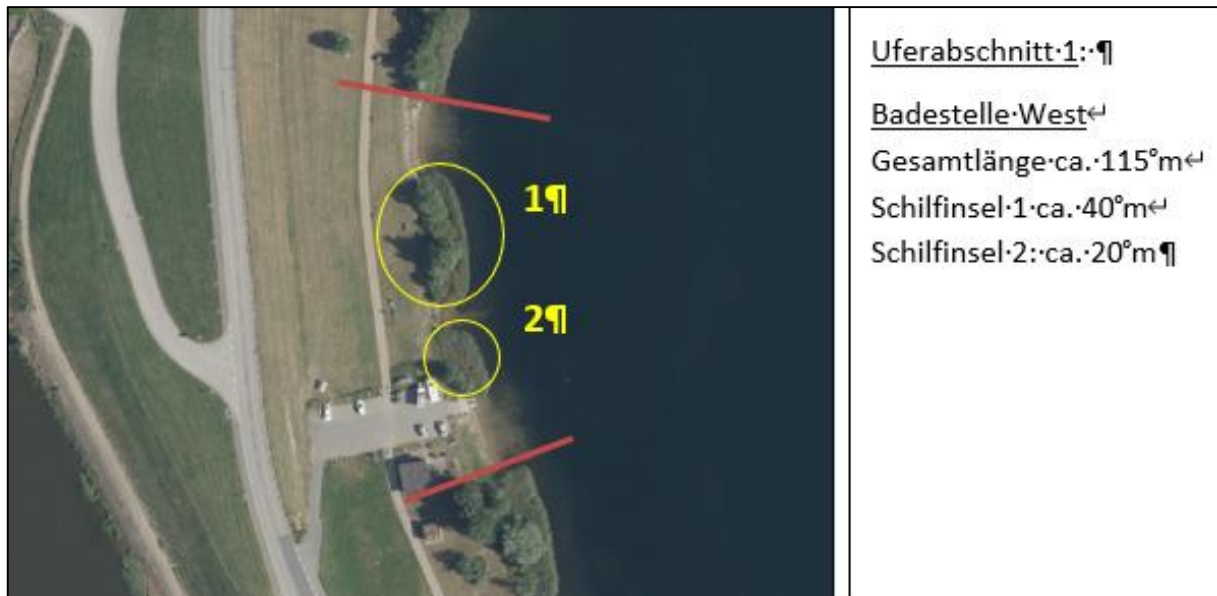 1¶
2¶
Uferabschnitt·1:·¶
Badestelle·West↵
Gesamtlänge·ca.·115°m↵
Schilfinsel·1·ca.·40°m↵
Schilfinsel·2:·ca.·20°m¶